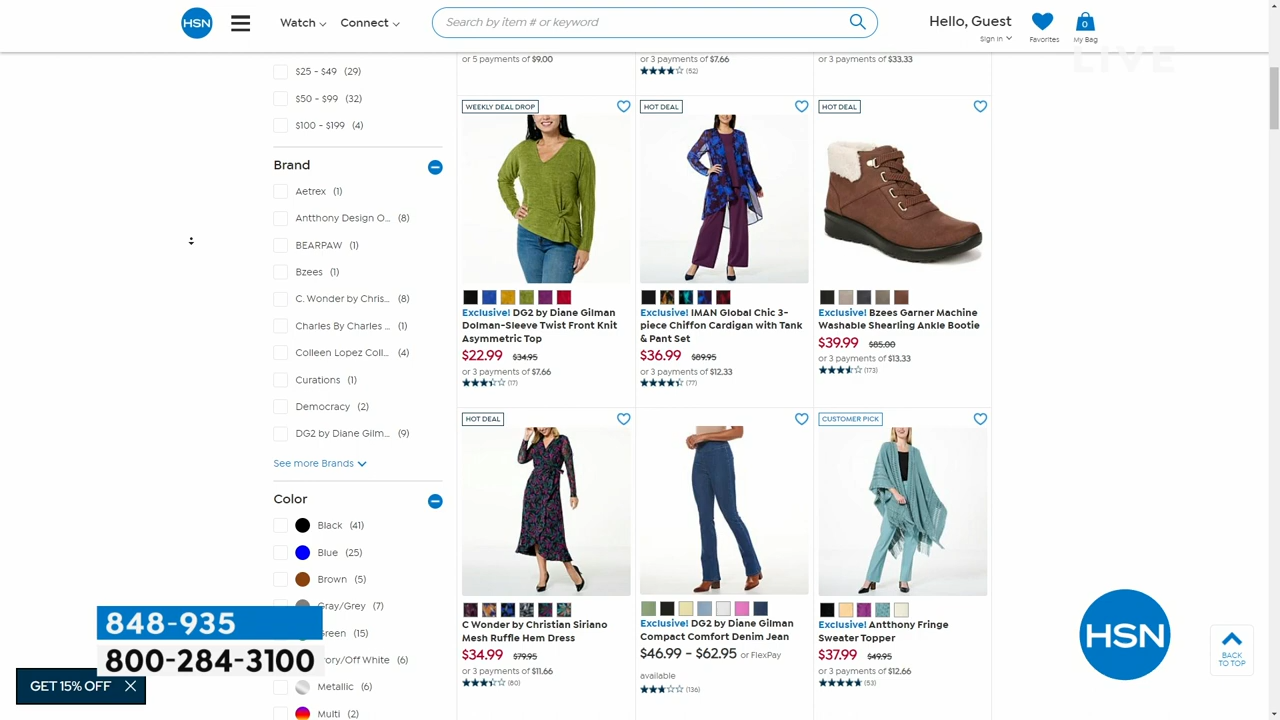 HSN
Watch
Connect
Search by item # or keyword
Hello, Guest
Sign In
Favorites
0
My Bag
LIVE
$25 - $49 (29)
$50 - $99 (32)
$100 - $199 (4)
Brand
Aetrex (1)
Antthony Design O... (8)
BEARPAW (1)
Bzees (1)
C. Wonder by Chris... (8)
Charles By Charles ... (1)
Colleen Lopez Coll... (4)
Curations (1)
Democracy (2)
DG2 by Diane Gilm... (9)
See more Brands
Color
Black (41)
Blue (25)
Brown (5)
Gray/Grey (7)
Green (15)
Ivory/Off White (6)
Metallic (6)
Multi (2)
or 5 payments of $9.00
or 3 payments of $7.66
(52)
or 3 payments of $33.33
WEEKLY DEAL DROP
Exclusive! DG2 by Diane Gilman
Dolman-Sleeve Twist Front Knit
Asymmetric Top
$22.99 $34.95
or 3 payments of $7.66
(17)
HOT DEAL
Exclusive! IMAN Global Chic 3-
piece Chiffon Cardigan with Tank
& Pant Set
$36.99 $89.95
or 3 payments of $12.33
(77)
HOT DEAL
Exclusive! Bzees Garner Machine
Washable Shearling Ankle Bootie
$39.99 $85.00
or 3 payments of $13.33
(173)
HOT DEAL
C Wonder by Christian Siriano
Mesh Ruffle Hem Dress
$34.99 $79.95
or 3 payments of $11.66
(80)
Exclusive! DG2 by Diane Gilman
Compact Comfort Denim Jean
$46.99 - $62.95 or FlexPay
available
(136)
CUSTOMER PICK
Exclusive! Antthony Fringe
Sweater Topper
$37.99 $49.95
or 3 payments of $12.66
(53)
848-935
800-284-3100
GET 15% OFF
HSN
BACK
TO TOP